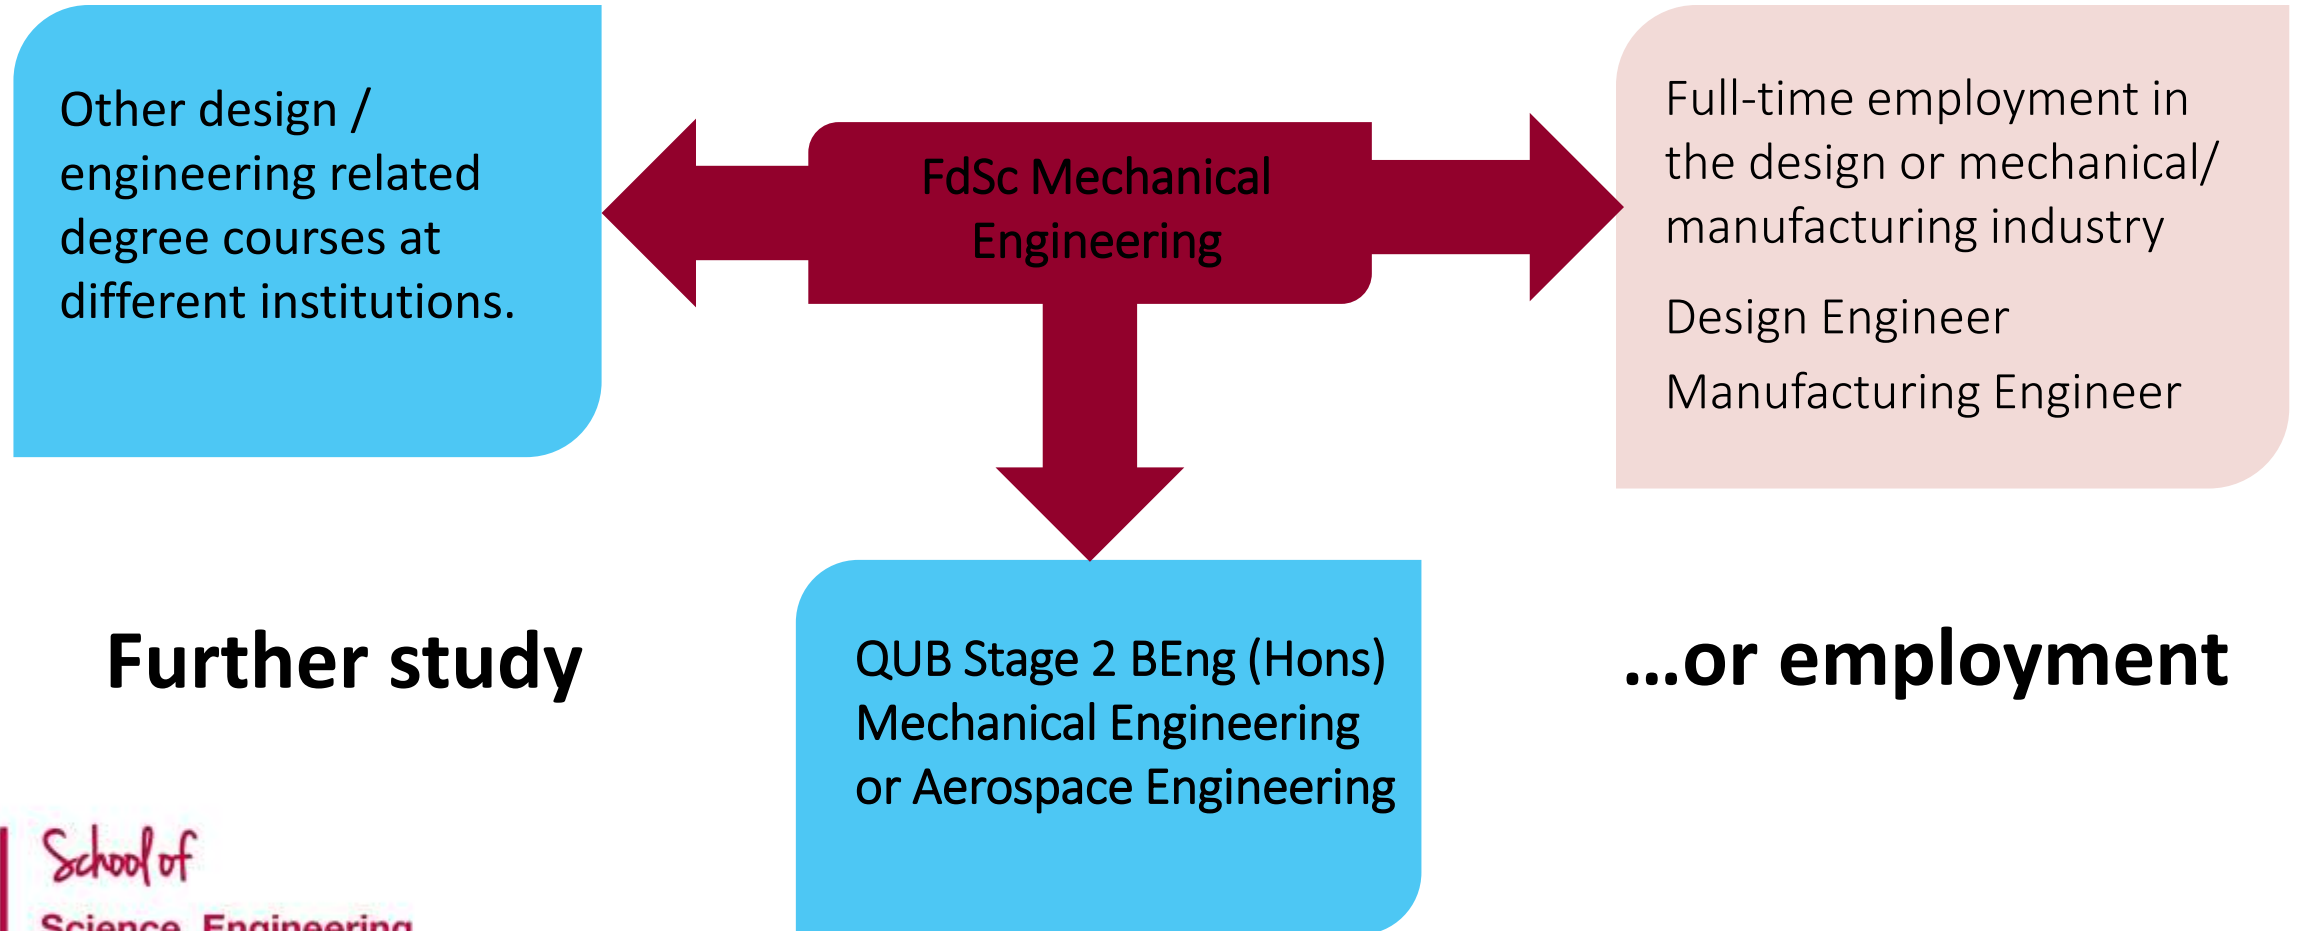 Other design /
engineering related
degree courses at
different institutions.
FdSc Mechanical
Engineering
Full-time employment in
the design or mechanical/
manufacturing industry
Design Engineer
Manufacturing Engineer
Further study
QUB Stage 2 BEng (Hons)
Mechanical Engineering
or Aerospace Engineering
...or employment
School of
Science, Engineering